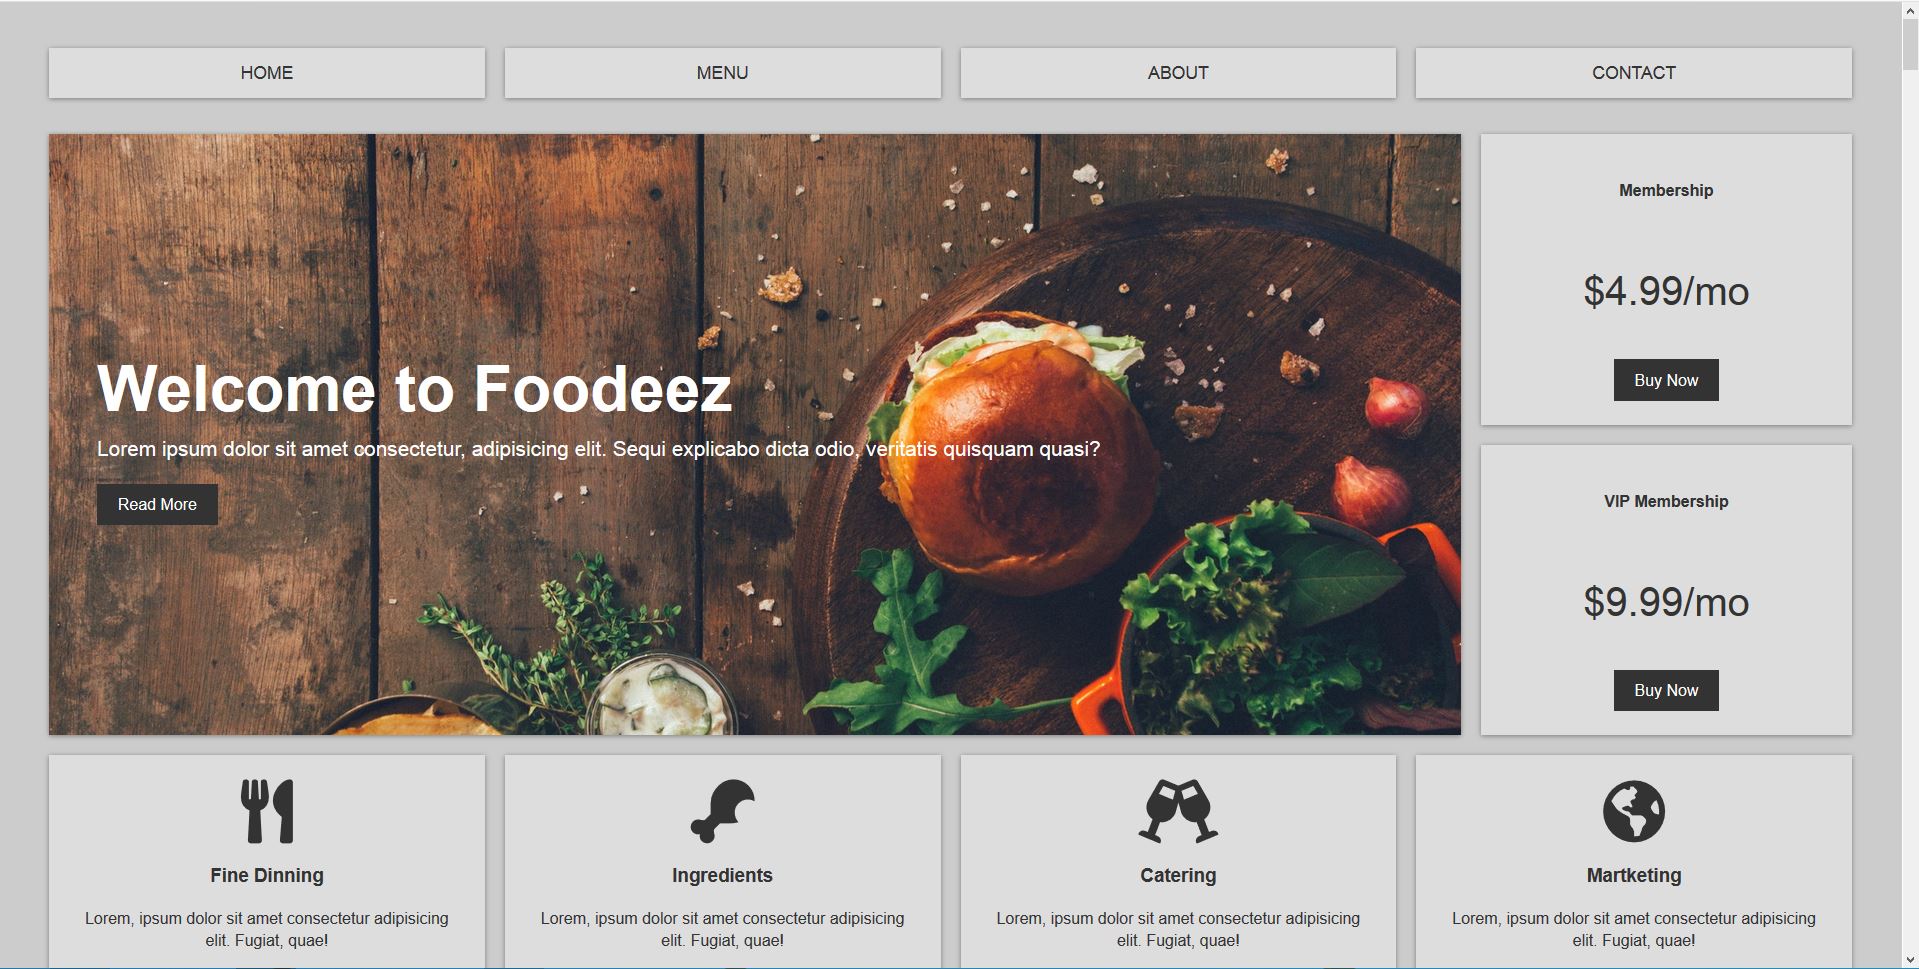 HOME
MENU
ABOUT
CONTACT
Welcome to Foodeez
Lorem ipsum dolor sit amet consectetur, adipisicing elit. Sequi explicabo dicta odio, veritatis quisquam quasi?
Read More
Membership
$4.99/mo
Buy Now
VIP Membership
$9.99/mo
Buy Now
Fine Dinning
Lorem, ipsum dolor sit amet consectetur adipisicing
elit. Fugiat, quae!
Ingredients
Lorem, ipsum dolor sit amet consectetur adipisicing
elit. Fugiat, quae!
Catering
Lorem, ipsum dolor sit amet consectetur adipisicing
elit. Fugiat, quae!
Martketing
Lorem, ipsum dolor sit amet consectetur adipisicing
elit. Fugiat, quae!